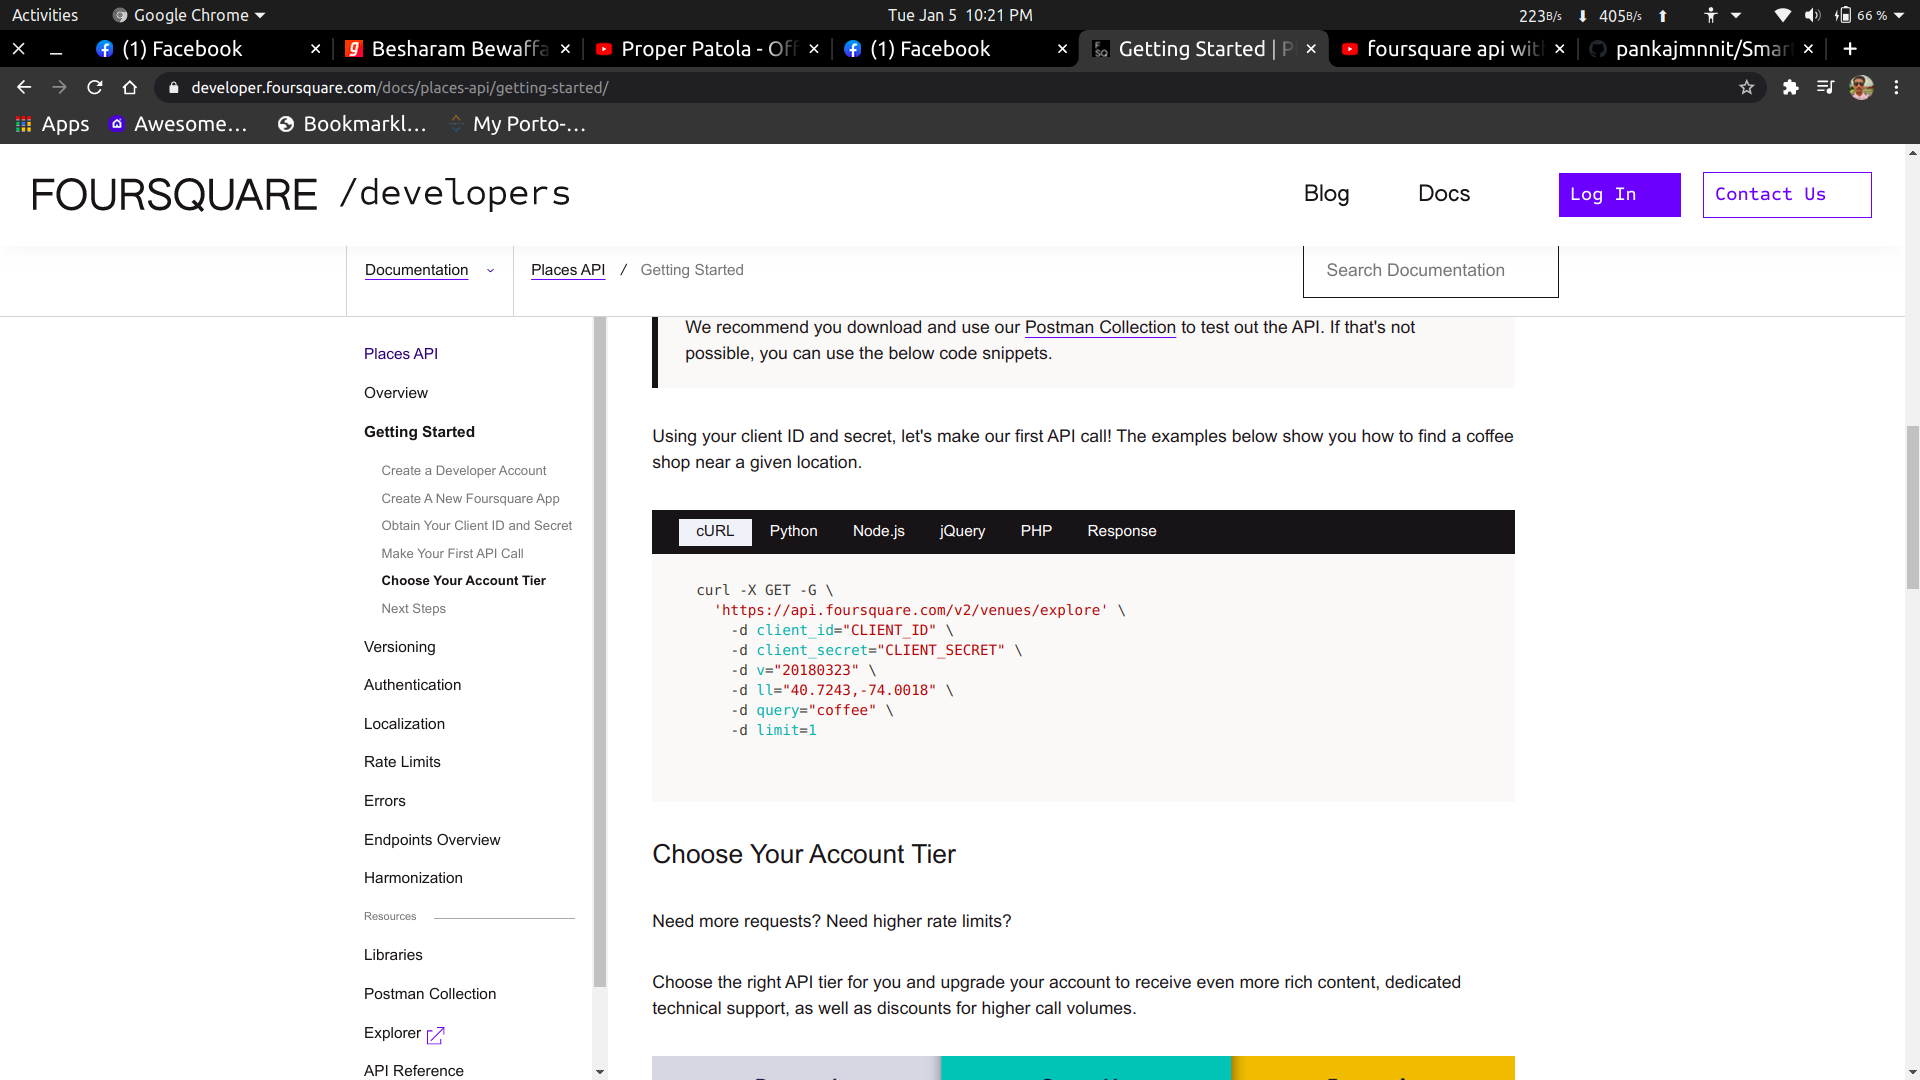 Activities Google Chrome Tue Jan 5 10:21 PM 223B/s 405B/s 66 %
(1) Facebook Besharam Bewaffa Proper Patola - Off (1) Facebook Getting Started | P foursquare api wit pankajmnnit/Smar
developer.foursquare.com/docs/places-api/getting-started/
Apps Awesome... Bookmarkl... My Porto-...
FOURSQUARE /developers Blog Docs Log In Contact Us
Documentation Places API / Getting Started Search Documentation
Places API
Overview
Getting Started
Create a Developer Account
Create A New Foursquare App
Obtain Your Client ID and Secret
Make Your First API Call
Choose Your Account Tier
Next Steps
Versioning
Authentication
Localization
Rate Limits
Errors
Endpoints Overview
Harmonization
Resources
Libraries
Postman Collection
Explorer
API Reference
We recommend you download and use our Postman Collection to test out the API. If that's not
possible, you can use the below code snippets.
Using your client ID and secret, let's make our first API call! The examples below show you how to find a coffee
shop near a given location.
cURL Python Node.js jQuery PHP Response
curl -X GET -G \
'https://api.foursquare.com/v2/venues/explore' \
-d client_id="CLIENT_ID" \
-d client_secret="CLIENT_SECRET" \
-d v="20180323" \
-d ll="40.7243,-74.0018" \
-d query="coffee" \
-d limit=1
Choose Your Account Tier
Need more requests? Need higher rate limits?
Choose the right API tier for you and upgrade your account to receive even more rich content, dedicated
technical support, as well as discounts for higher call volumes.